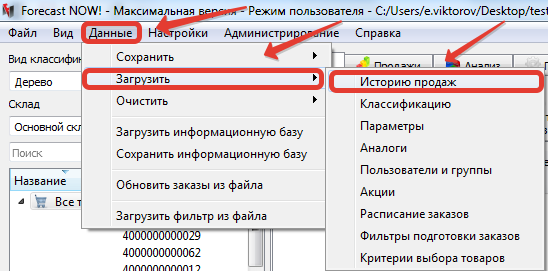 Forecast NOW! - Максимальная версия - Режим пользователя - C:/Users/e.viktorov/Desktop/test
Файл Вид Данные Настройки Администрирование Справка
Вид классифи
Дерево
Склад
Основной скл
Поиск
Название
Все т
4000000000029
4000000000062
4000000000012
Сохранить
Загрузить
Очистить
Загрузить информационную базу
Сохранить информационную базу
Обновить заказы из файла
Загрузить фильтр из файла
Продажи Анализ
Историю продаж
Классификацию
Параметры
Аналоги
Пользователи и группы
Акции
Расписание заказов
Фильтры подготовки заказов
Критерии выбора товаров